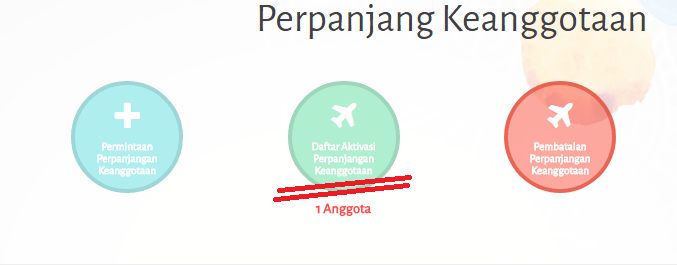 Perpanjang Keanggotaan
Permintaan
Perpanjangan
Keanggotaan
Daftar Aktivasi
Perpanjangan
Keanggotaan
1 Anggota
Pembatalan
Perpanjangan
Keanggotaan